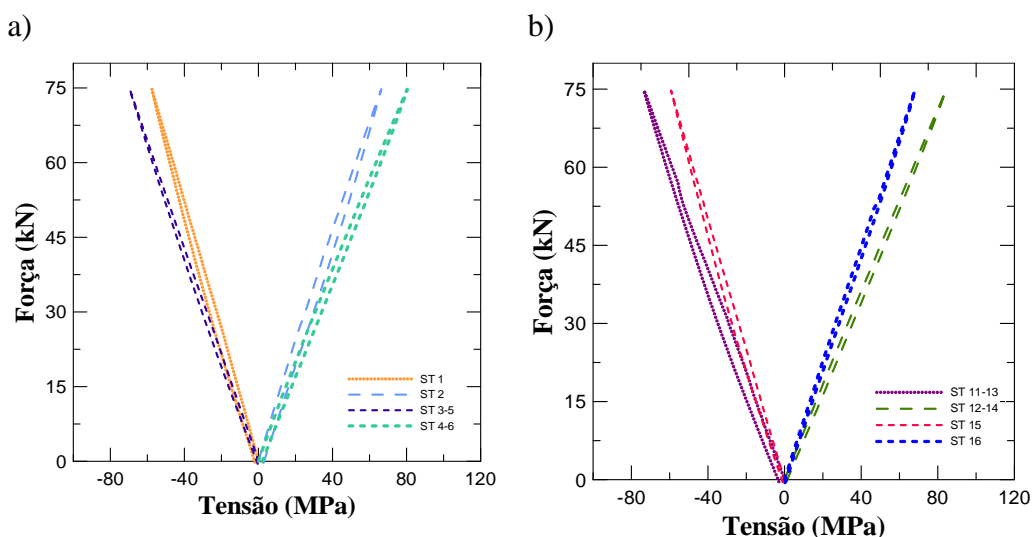 a)
75
60
45
30
15
0
Força (kN)
-80 -40 0 40 80 120
Tensão (MPa)
ST 1
ST 2
ST 3-5
ST 4-6
b)
75
60
45
30
15
0
Força (kN)
-80 -40 0 40 80 120
Tensão (MPa)
ST 11-13
ST 12-14
ST 15
ST 16